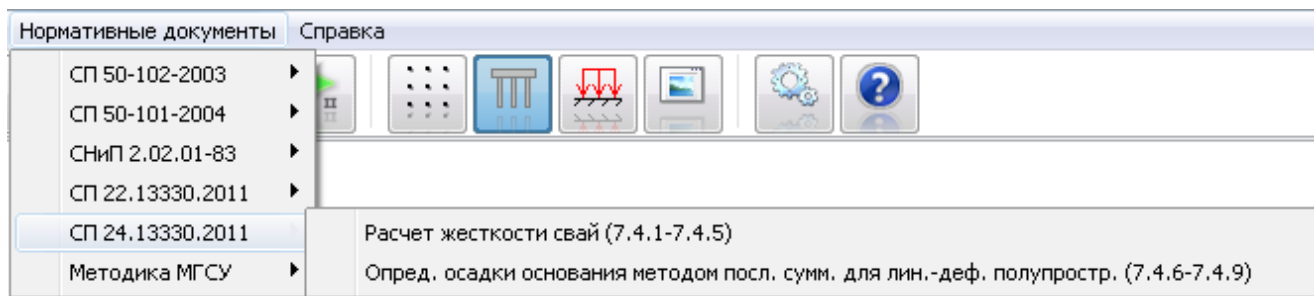 Нормативные документы Справка
СП 50-102-2003
СП 50-101-2004
СНиП 2.02.01-83
СП 22.13330.2011
СП 24.13330.2011 Расчет жесткости свай (7.4.1-7.4.5)
Методика МГСУ Опред. осадки основания методом посл. сумм. для лин.-деф. полупростр. (7.4.6-7.4.9)